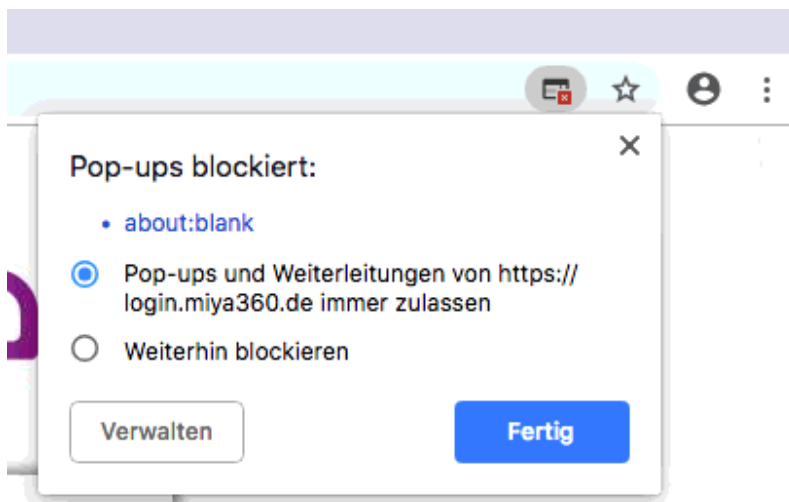 Pop-ups blockiert:
• about:blank
Pop-ups und Weiterleitungen von https://
login.miya360.de immer zulassen
Weiterhin blockieren
Verwalten
Fertig